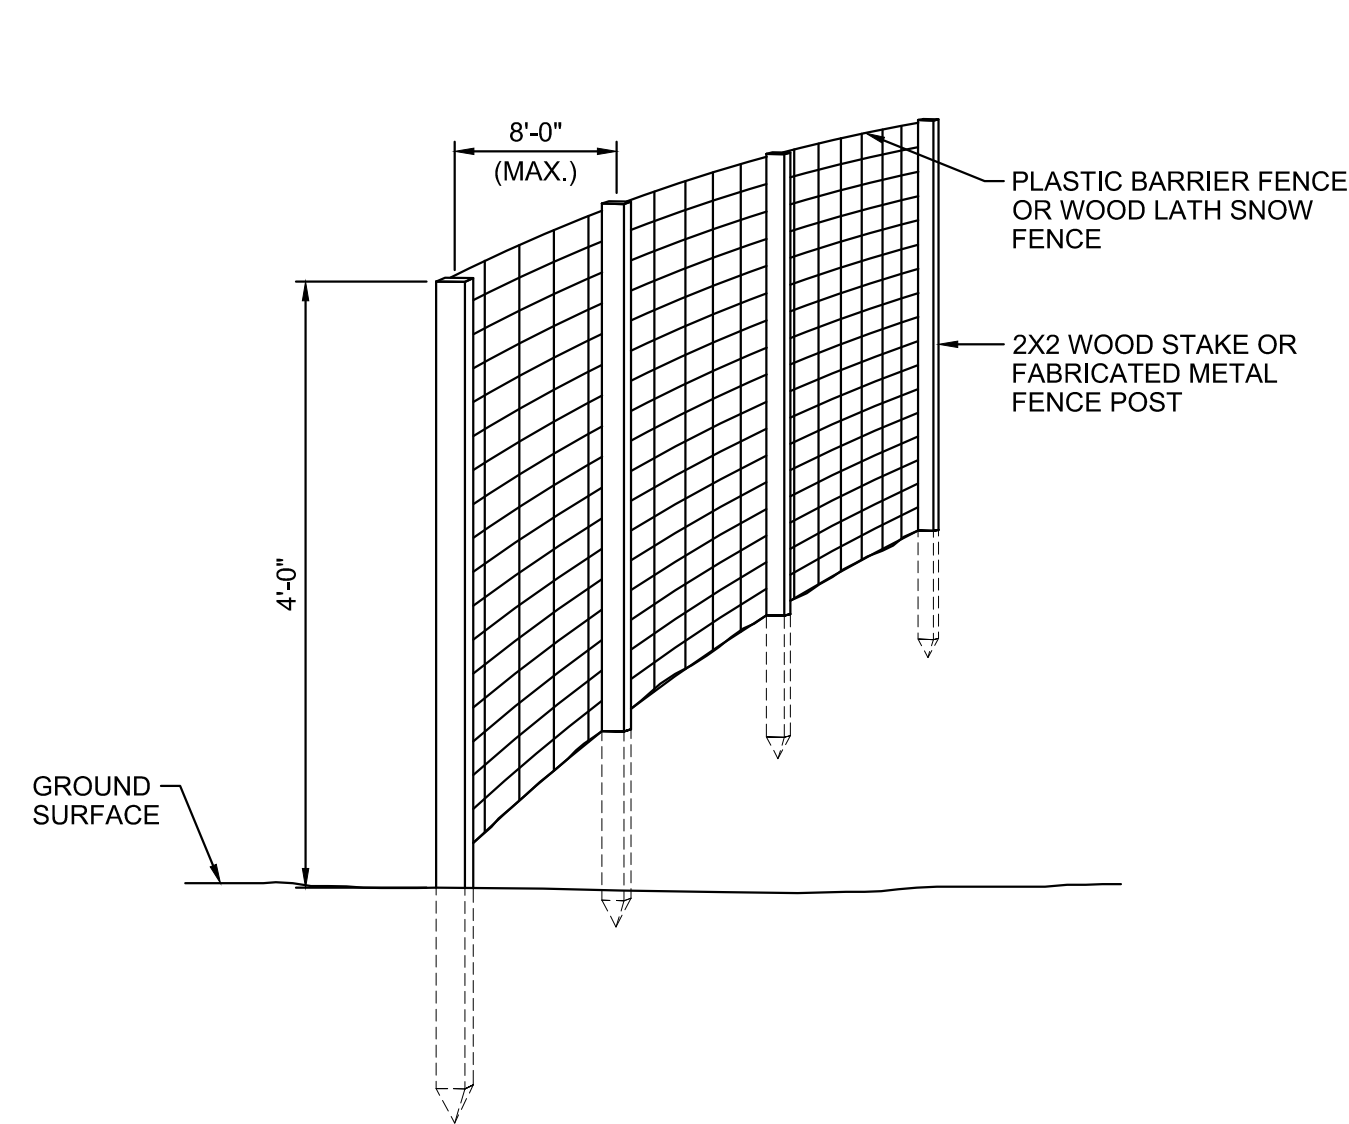 8'-0"
(MAX.)
PLASTIC BARRIER FENCE
OR WOOD LATH SNOW
FENCE
2X2 WOOD STAKE OR
FABRICATED METAL
FENCE POST
4'-0"
GROUND
SURFACE